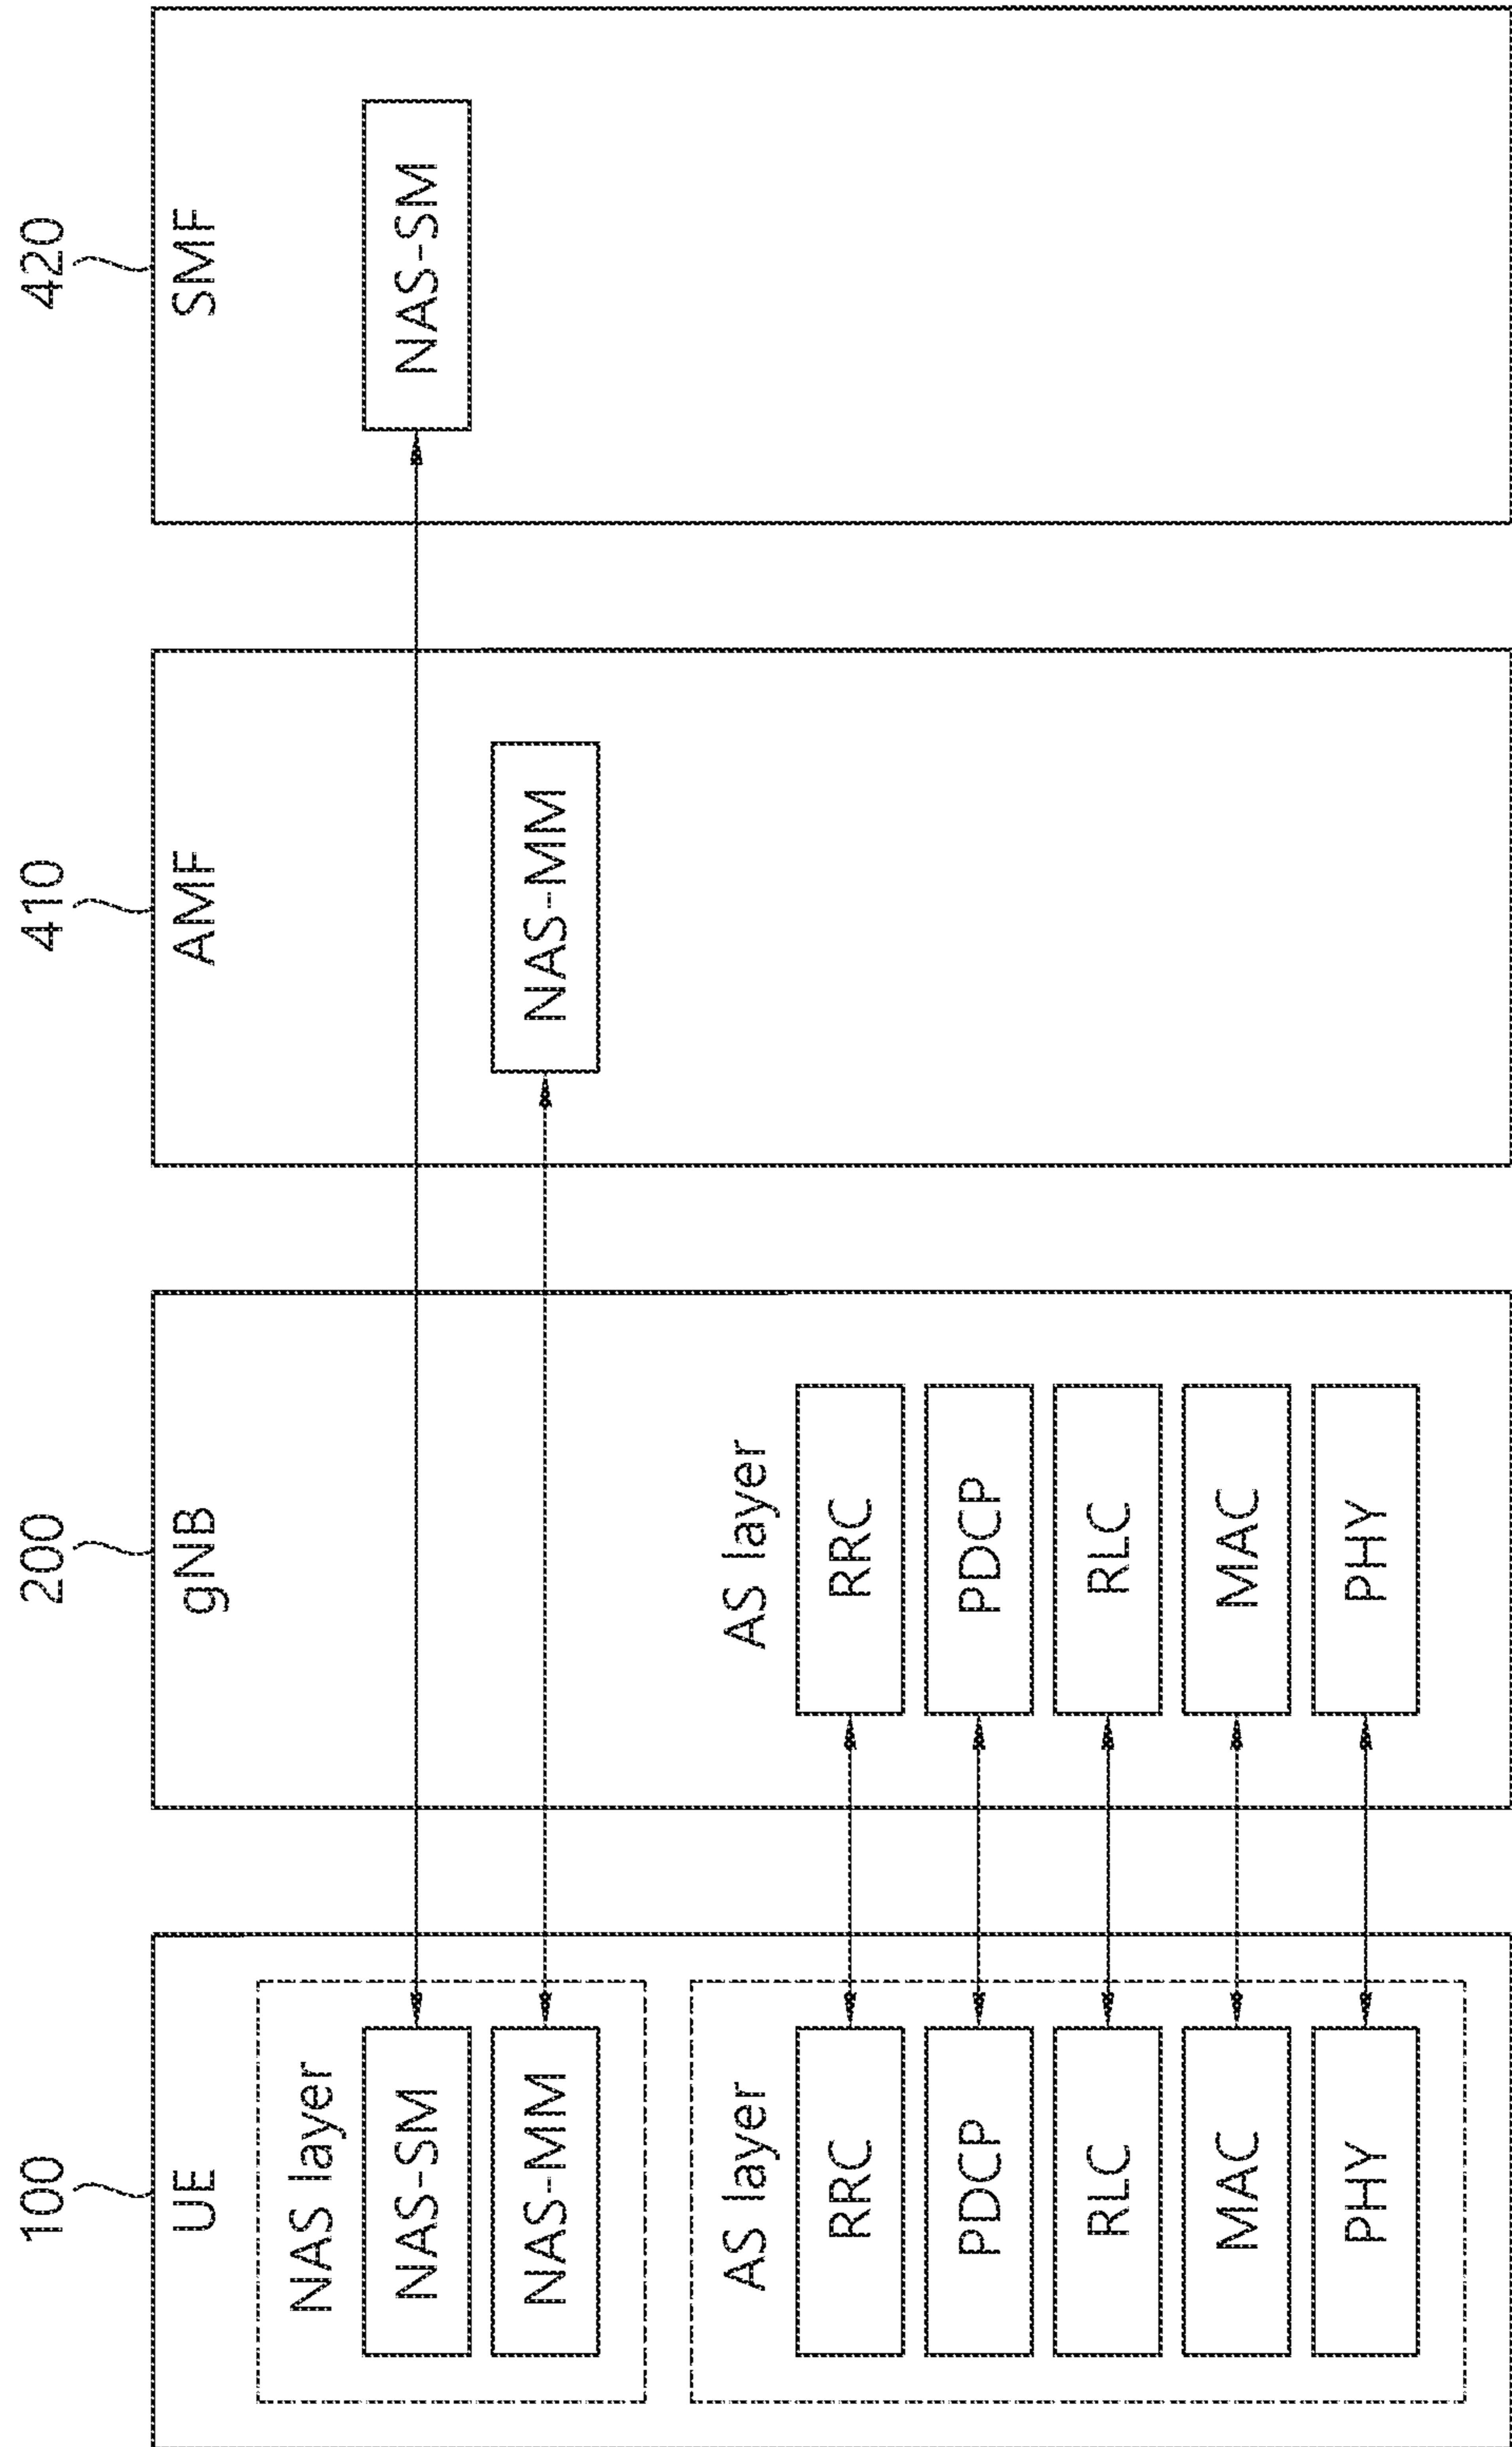 100
UE
NAS layer
NAS-SM
NAS-MM
AS layer
RRC
PDCP
RLC
MAC
PHY
200
gNB
AS layer
RRC
PDCP
RLC
MAC
PHY
410
AMF
NAS-MM
420
SMF
NAS-SM